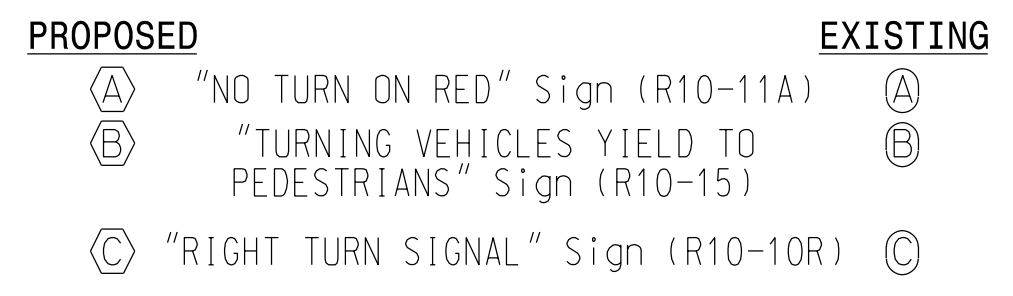 PROPOSED EXISTING
A "NO TURN ON RED" Sign (R10-11A) A
B "TURNING VEHICLES YIELD TO B
PEDESTRIANS" Sign (R10-15)
C "RIGHT TURN SIGNAL" Sign (R10-10R) C